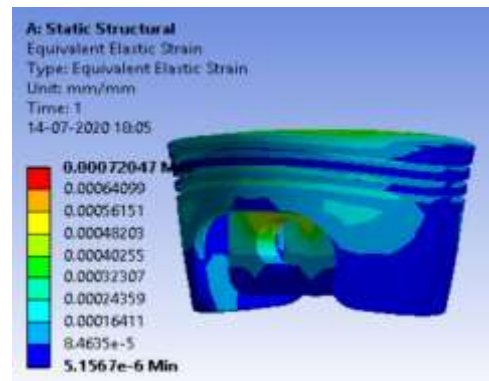 A: Static Structural
Equivalent Elastic Strain
Type: Equivalent Elastic Strain
Unit: mm/mm
Time: 1
14-07-2020 18:05
0.00072047 M
0.00064099
0.00056151
0.00048203
0.00040255
0.00032307
0.00024359
0.00016411
8.4635e-5
5.1567e-6 Min